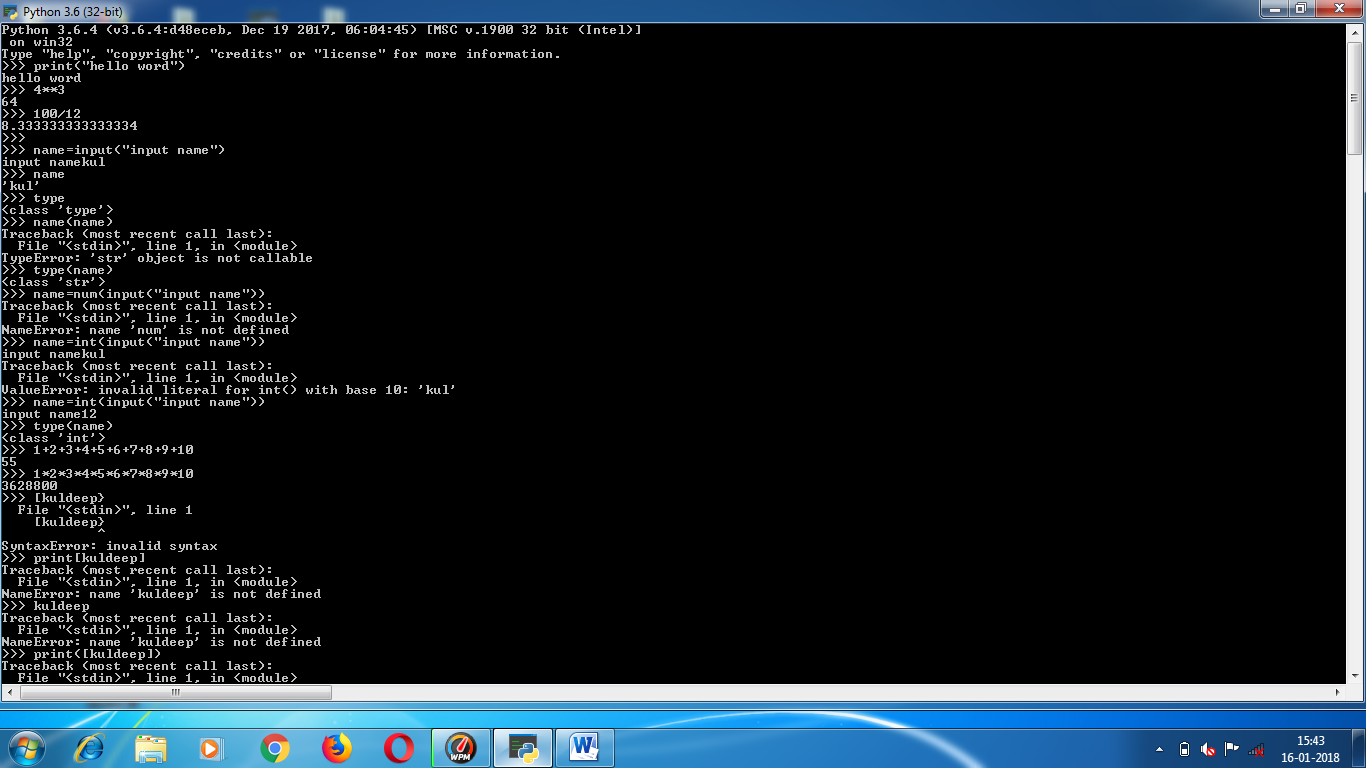 Python 3.6 (32-bit)
Python 3.6.4 (v3.6.4:d48eceb, Dec 19 2017, 06:04:45) [MSC v.1900 32 bit (Intel)]
 on win32
Type "help", "copyright", "credits" or "license" for more information.
>>> print("hello word")
hello word
>>> 4**3
64
>>> 100/12
8.333333333333334
>>>
>>> name=input("input name")
input namekul
>>> name
'kul'
>>> type
<class 'type'>
>>> name(name)
Traceback (most recent call last):
  File "<stdin>", line 1, in <module>
TypeError: 'str' object is not callable
>>> type(name)
<class 'str'>
>>> name=num(input("input name"))
Traceback (most recent call last):
  File "<stdin>", line 1, in <module>
NameError: name 'num' is not defined
>>> name=int(input("input name"))
input namekul
Traceback (most recent call last):
  File "<stdin>", line 1, in <module>
ValueError: invalid literal for int() with base 10: 'kul'
>>> name=int(input("input name"))
input name12
>>> type(name)
<class 'int'>
>>> 1+2+3+4+5+6+7+8+9+10
55
>>> 1*2*3*4*5*6*7*8*9*10
3628800
>>> [kuldeep}
  File "<stdin>", line 1
    [kuldeep}
            ^
SyntaxError: invalid syntax
>>> print[kuldeep]
Traceback (most recent call last):
  File "<stdin>", line 1, in <module>
NameError: name 'kuldeep' is not defined
>>> kuldeep
Traceback (most recent call last):
  File "<stdin>", line 1, in <module>
NameError: name 'kuldeep' is not defined
>>> print([kuldeep])
Traceback (most recent call last):
  File "<stdin>", line 1, in <module>
WPM
15:43
16-01-2018